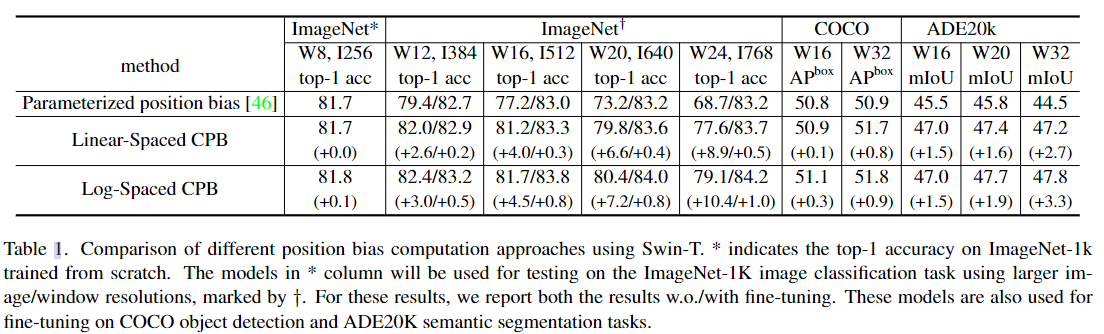 ImageNet* ImageNet† COCO ADE20k
method W8, I256 W12, I384 W16, I512 W20, I640 W24, I768 W16 W32 W16 W20 W32
top-1 acc top-1 acc top-1 acc top-1 acc top-1 acc APbox APbox mIoU mIoU mIoU
Parameterized position bias [46] 81.7 79.4/82.7 77.2/83.0 73.2/83.2 68.7/83.2 50.8 50.9 45.5 45.8 44.5
Linear-Spaced CPB 81.7 82.0/82.9 81.2/83.3 79.8/83.6 77.6/83.7 50.9 51.7 47.0 47.4 47.2
(+0.0) (+2.6/+0.2) (+4.0/+0.3) (+6.6/+0.4) (+8.9/+0.5) (+0.1) (+0.8) (+1.5) (+1.6) (+2.7)
Log-Spaced CPB 81.8 82.4/83.2 81.7/83.8 80.4/84.0 79.1/84.2 51.1 51.8 47.0 47.7 47.8
(+0.1) (+3.0/+0.5) (+4.5/+0.8) (+7.2/+0.8) (+10.4/+1.0) (+0.3) (+0.9) (+1.5) (+1.9) (+3.3)
Table 1. Comparison of different position bias computation approaches using Swin-T. * indicates the top-1 accuracy on ImageNet-1k
trained from scratch. The models in * column will be used for testing on the ImageNet-1K image classification task using larger im-
age/window resolutions, marked by †. For these results, we report both the results w.o./with fine-tuning. These models are also used for
fine-tuning on COCO object detection and ADE20K semantic segmentation tasks.